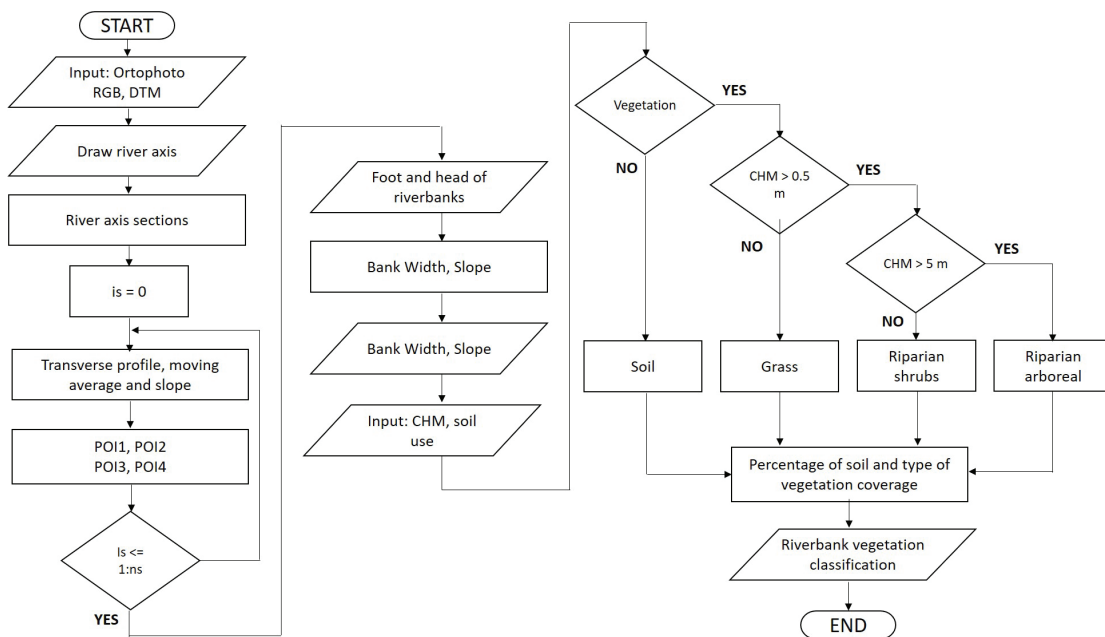 START
Input: Ortophoto
RGB, DTM
Draw river axis
River axis sections
is = 0
Transverse profile, moving
average and slope
POI1, POI2
POI3, POI4
Is <=
1:ns
YES
Foot and head of
riverbanks
Bank Width, Slope
Bank Width, Slope
Input: CHM, soil
use
Vegetation
YES
NO
CHM > 0.5
m
YES
NO
CHM > 5 m
YES
NO
Soil
Grass
Riparian
shrubs
Riparian
arboreal
Percentage of soil and type of
vegetation coverage
Riverbank vegetation
classification
END